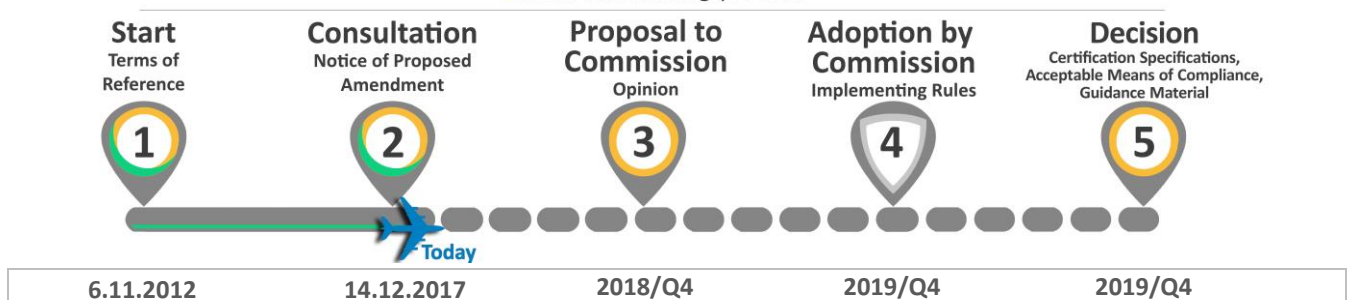 Start
Terms of
Reference
1
6.11.2012
Consultation
Notice of Proposed
Amendment
2
Today
14.12.2017
Proposal to
Commission
Opinion
3
2018/Q4
Adoption by
Commission
Implementing Rules
4
2019/Q4
Decision
Certification Specifications,
Acceptable Means of Compliance,
Guidance Material
5
2019/Q4